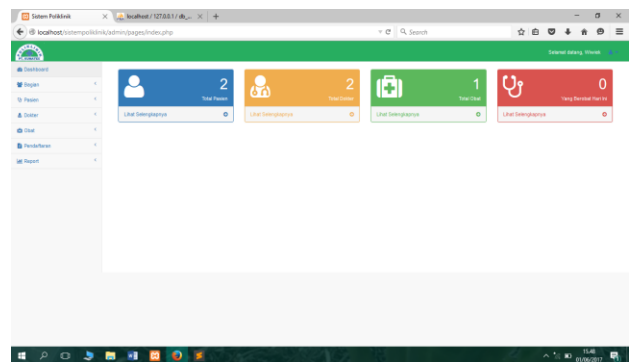 Sistem Poliklinik
localhost / 127.0.0.1 / db_...
localhost/sistempoliklinik/admin/pages/index.php
Search
Selamat datang,
Dashboard
Bagian
Pasien
Dokter
Obat
Pendaftaran
Report
2
Total Pasien
Lihat Selengkapnya
2
Total Dokter
Lihat Selengkapnya
1
Total Obat
Lihat Selengkapnya
0
Yang Berobat Hari Ini
Lihat Selengkapnya
15.48
01/06/2017